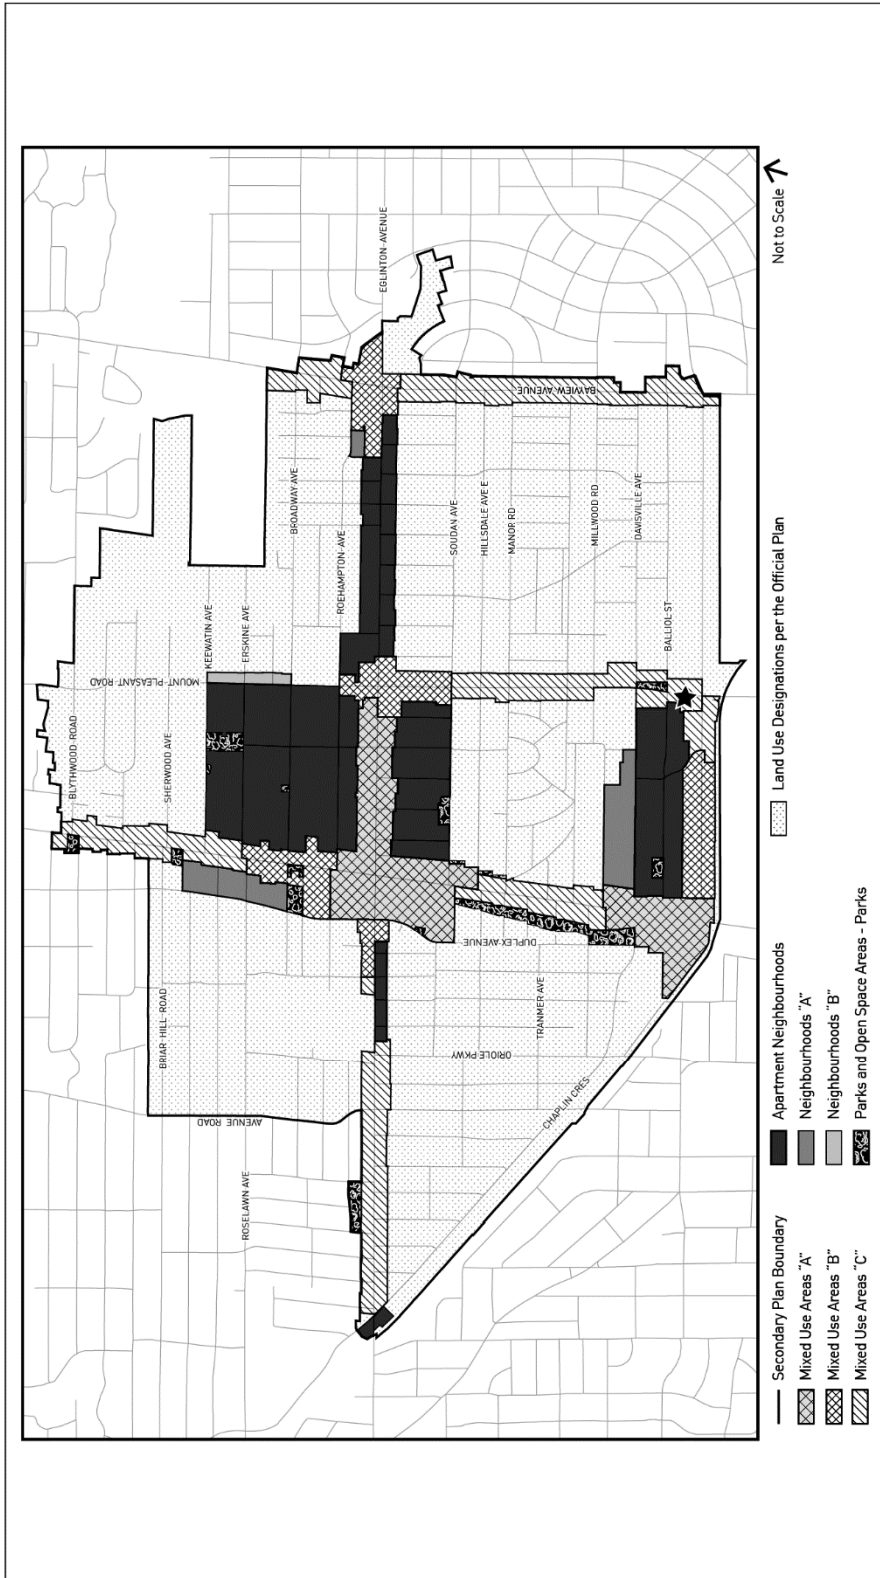 BLYTHWOOD ROAD
SHERWOOD AVE
MOUNT PLEASANT ROAD
KEEWATIN AVE
ERSKINE AVE
BROADWAY AVE
ROEHAMPTON AVE
EGLINTON AVENUE
BRIAR HILL ROAD
AVENUE ROAD
ROSELAWN AVE
SOUDAN AVE
HILLSDALE AVE E
MANOR RD
BAYVIEW AVENUE
MILLWOOD RD
DAVISVILLE AVE
BALLIOL ST
DUPLEX AVENUE
TRANMER AVE
ORIOLE PKWY
CHAPLIN CRES
Not to Scale
Secondary Plan Boundary
Mixed Use Areas "A"
Mixed Use Areas "B"
Mixed Use Areas "C"
Apartment Neighbourhoods
Neighbourhoods "A"
Neighbourhoods "B"
Parks and Open Space Areas - Parks
Land Use Designations per the Official Plan